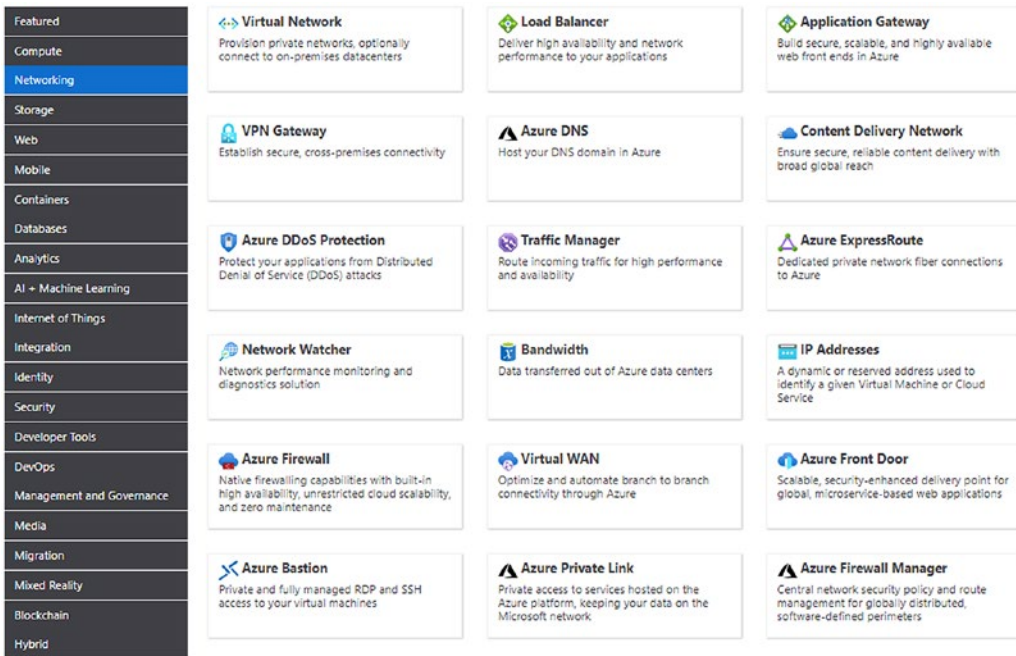 Featured
Compute
Networking
Storage
Web
Mobile
Containers
Databases
Analytics
AI + Machine Learning
Internet of Things
Integration
Identity
Security
Developer Tools
DevOps
Management and Governance
Media
Migration
Mixed Reality
Blockchain
Hybrid
Virtual Network
Provision private networks, optionally
connect to on-premises datacenters
Load Balancer
Deliver high availability and network
performance to your applications
Application Gateway
Build secure, scalable, and highly available
web front ends in Azure
VPN Gateway
Establish secure, cross-premises connectivity
Azure DNS
Host your DNS domain in Azure
Content Delivery Network
Ensure secure, reliable content delivery with
broad global reach
Azure DDoS Protection
Protect your applications from Distributed
Denial of Service (DDoS) attacks
Traffic Manager
Route incoming traffic for high performance
and availability
Azure ExpressRoute
Dedicated private network fiber connections
to Azure
Network Watcher
Network performance monitoring and
diagnostics solution
Bandwidth
Data transferred out of Azure data centers
IP Addresses
A dynamic or reserved address used to
identify a given Virtual Machine or Cloud
Service
Azure Firewall
Native firewalling capabilities with built-in
high availability, unrestricted cloud scalability,
and zero maintenance
Virtual WAN
Optimize and automate branch to branch
connectivity through Azure
Azure Front Door
Scalable, security-enhanced delivery point for
global, microservice-based web applications
Azure Bastion
Private and fully managed RDP and SSH
access to your virtual machines
Azure Private Link
Private access to services hosted on the
Azure platform, keeping your data on the
Microsoft network
Azure Firewall Manager
Central network security policy and route
management for globally distributed,
software-defined perimeters